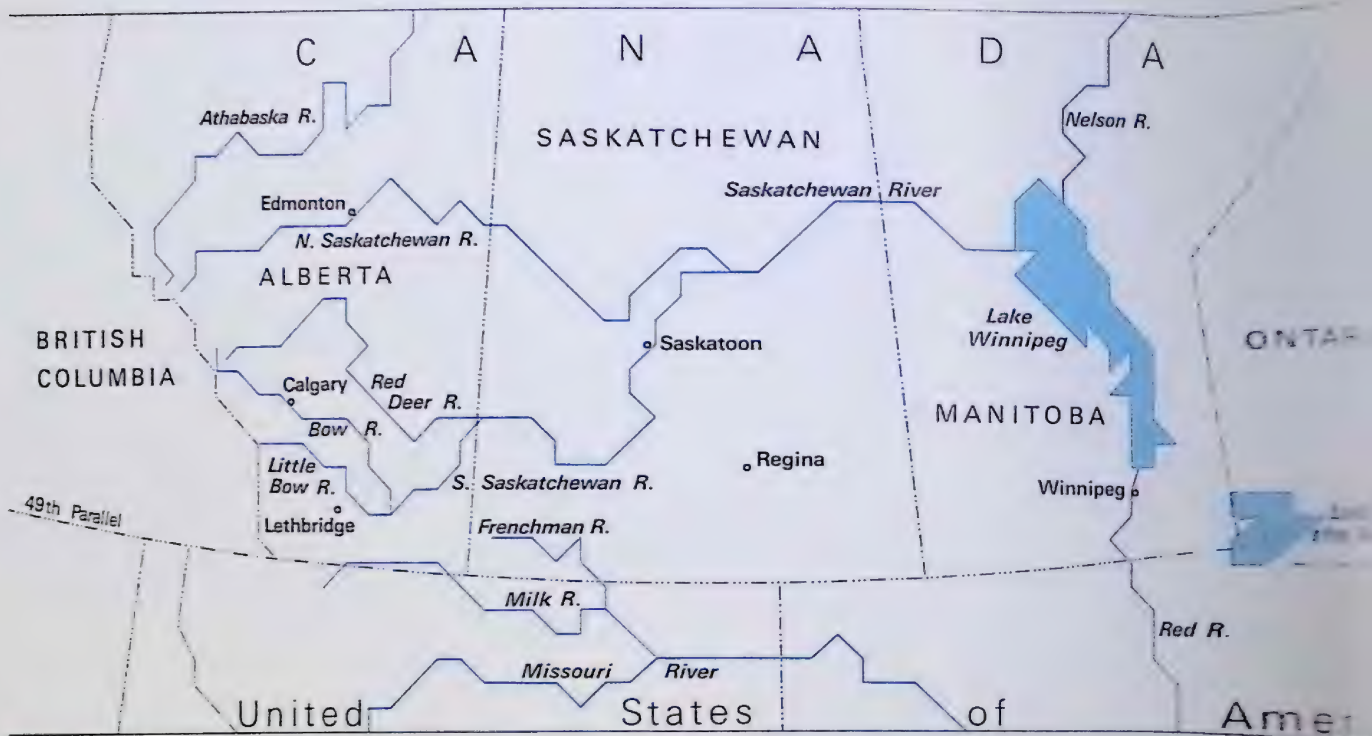 C A N A D A
Athabaska R.
Nelson R.
SASKATCHEWAN
Saskatchewan River
Edmonton
N. Saskatchewan R.
ALBERTA
BRITISH
COLUMBIA
Lake
Winnipeg
Saskatoon
Calgary
Red
Deer R.
Bow R.
MANITOBA
Little
Bow R.
Regina
S. Saskatchewan R.
Winnipeg
49th Parallel
Lethbridge
Frenchman R.
Milk R.
Red R.
Missouri River
United States of